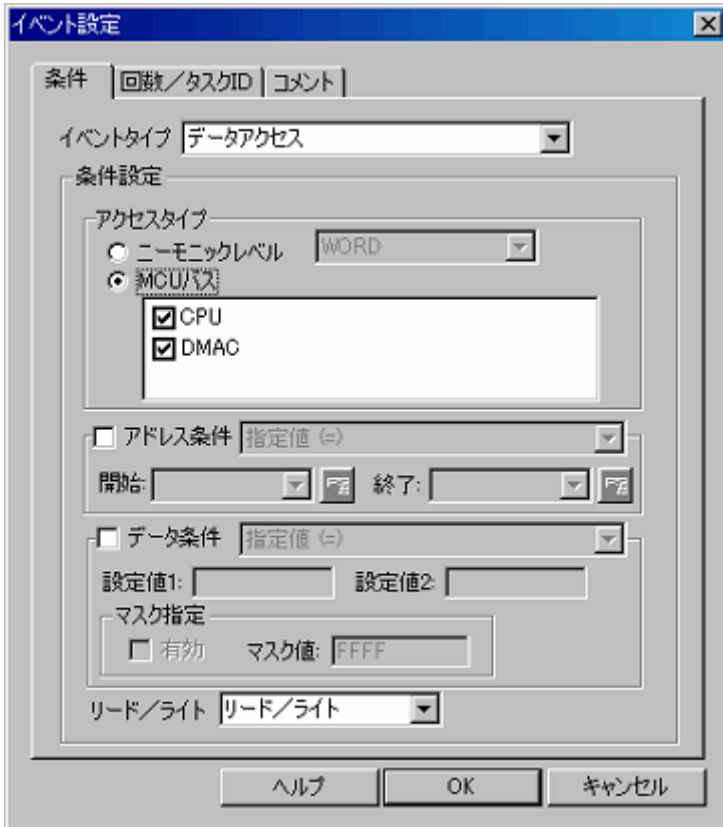 イベント設定
条件 回数／タスクID コメント
イベントタイプ データアクセス
条件設定
アクセスタイプ
ニーモニックレベル WORD
MCUバス
CPU
DMAC
アドレス条件 指定値 (=)
開始: 終了:
データ条件 指定値 (=)
設定値1: 設定値2:
マスク指定
有効 マスク値: FFFF
リード／ライト リード／ライト
ヘルプ OK キャンセル